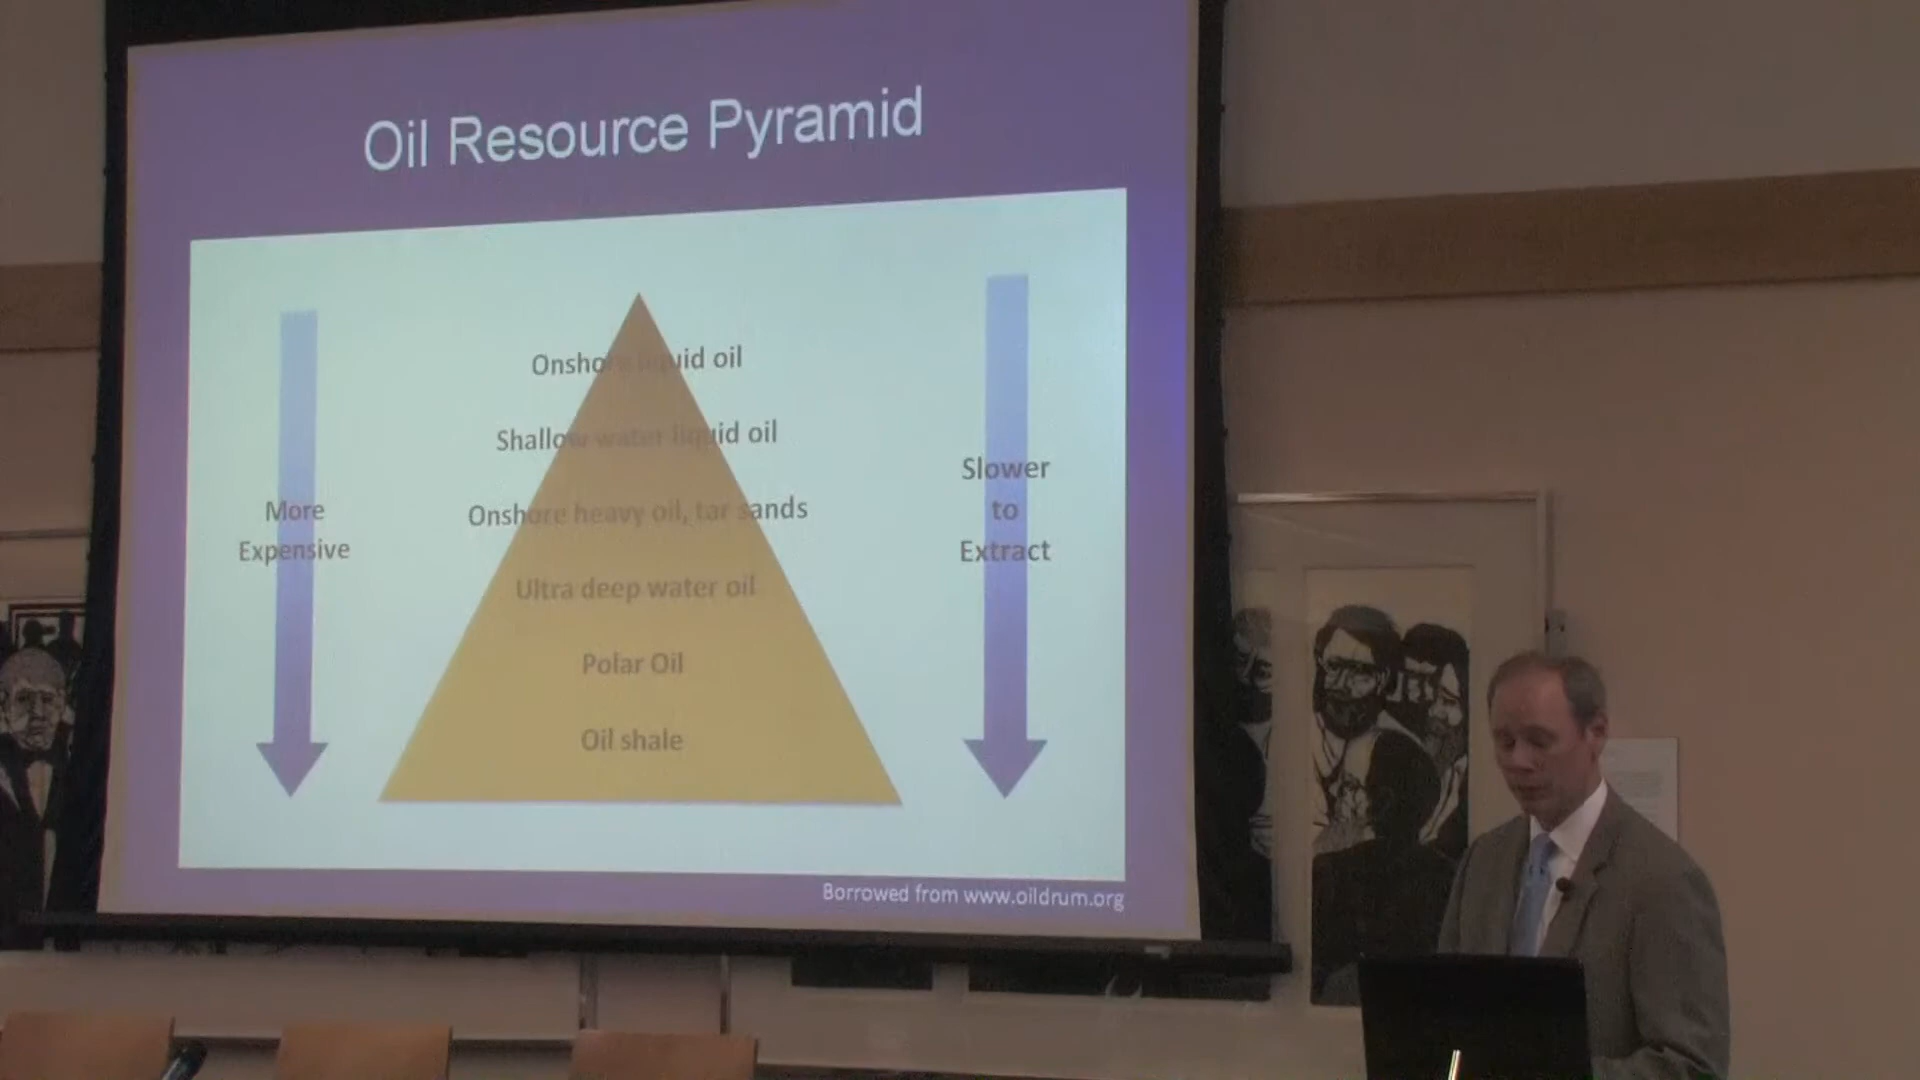 Oil Resource Pyramid
Onshore liquid oil
Shallow water liquid oil
Onshore heavy oil, tar sands
Ultra deep water oil
Polar Oil
Oil shale
More
Expensive
Slower
to
Extract
Borrowed from www.oildrum.org